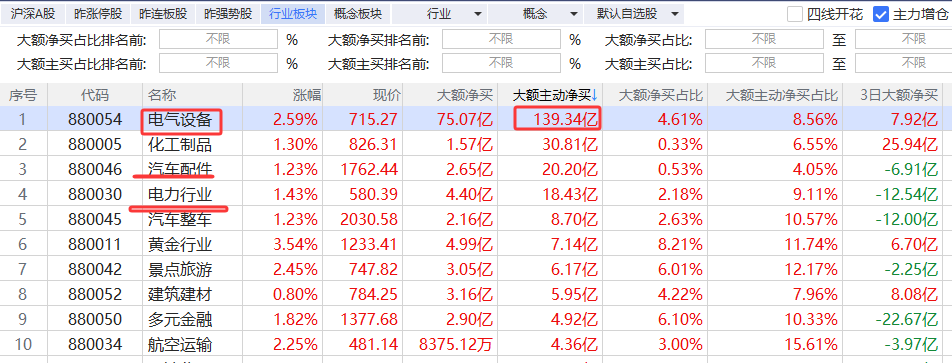 沪深A股 昨涨停股 昨连板股 昨强势股 行业板块 概念板块 行业 概念 默认自选股 四线开花 主力增仓
大额净买占比排名前: 不限 % 大额净买排名前: 不限 % 大额净买占比: 不限 至 不限
大额主买占比排名前: 不限 % 大额主买排名前: 不限 % 大额主买占比: 不限 至 不限
序号 代码 名称 涨幅 现价 大额净买 大额主动净买↓ 大额净买占比 大额主动净买占比 3日大额净买
1 880054 电气设备 2.59% 715.27 75.07亿 139.34亿 4.61% 8.56% 7.92亿
2 880005 化工制品 1.30% 826.31 1.57亿 30.81亿 0.33% 6.55% 25.94亿
3 880046 汽车配件 1.23% 1762.44 2.65亿 20.20亿 0.53% 4.05% -6.91亿
4 880030 电力行业 1.43% 580.39 4.40亿 18.43亿 2.18% 9.11% -12.54亿
5 880045 汽车整车 1.23% 2030.58 2.16亿 8.70亿 2.63% 10.57% -12.00亿
6 880011 黄金行业 3.54% 1233.41 4.99亿 7.14亿 8.21% 11.74% 6.70亿
7 880042 景点旅游 2.45% 747.82 3.05亿 6.17亿 6.01% 12.17% -2.25亿
8 880052 建筑建材 0.80% 784.25 3.16亿 5.95亿 4.22% 7.96% 8.08亿
9 880050 多元金融 1.82% 1377.68 2.90亿 4.92亿 6.10% 10.33% -22.67亿
10 880034 航空运输 2.25% 481.14 8375.12万 4.36亿 3.00% 15.61% -3.97亿